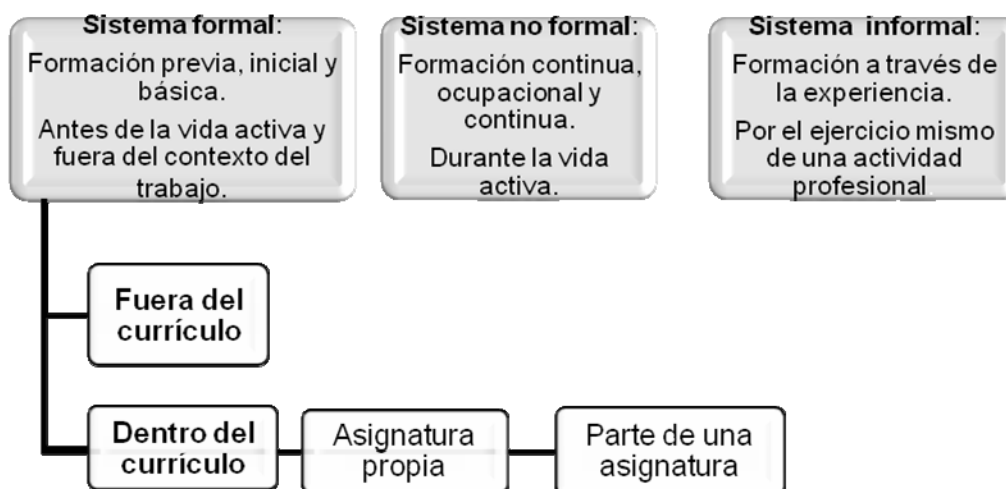 Sistema formal:
Formación previa, inicial y
básica.
Antes de la vida activa y
fuera del contexto del
trabajo.
Sistema no formal:
Formación continua,
ocupacional y
continua.
Durante la vida
activa.
Sistema informal:
Formación a través de
la experiencia.
Por el ejercicio mismo
de una actividad
profesional.
Fuera del
currículo
Dentro del
currículo
Asignatura
propia
Parte de una
asignatura